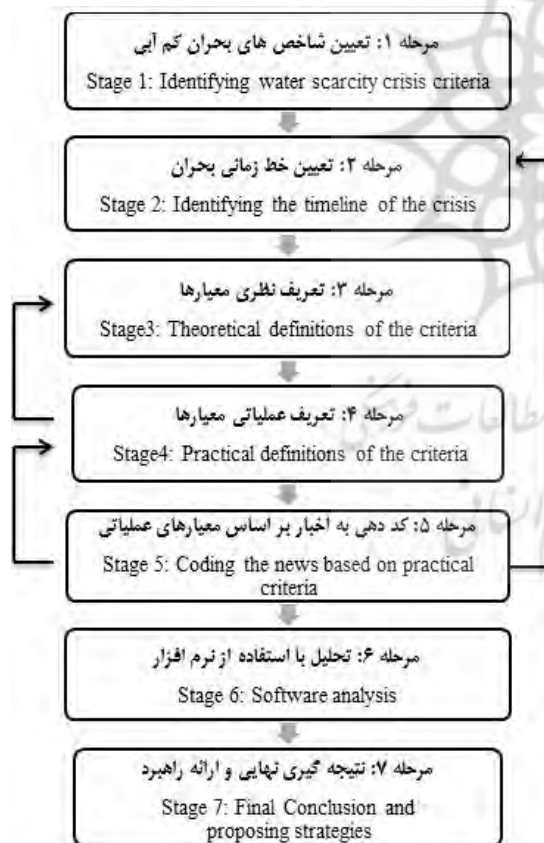 مرحله ۱: تعیین شاخص های بحران کم آبی
Stage 1: Identifying water scarcity crisis criteria
مرحله ۲: تعیین خط زمانی بحران
Stage 2: Identifying the timeline of the crisis
مرحله ۳: تعریف نظری معیارها
Stage3: Theoretical definitions of the criteria
مرحله ۴: تعریف عملیاتی معیارها
Stage4: Practical definitions of the criteria
مرحله ۵: کد دهی به اخبار بر اساس معیارهای عملیاتی
Stage 5: Coding the news based on practical
criteria
مرحله ۶: تحلیل با استفاده از نرم افزار
Stage 6: Software analysis
مرحله ۷: نتیجه گیری نهایی و ارائه راهبرد
Stage 7: Final Conclusion and
proposing strategies
مطالعات فرهنگی